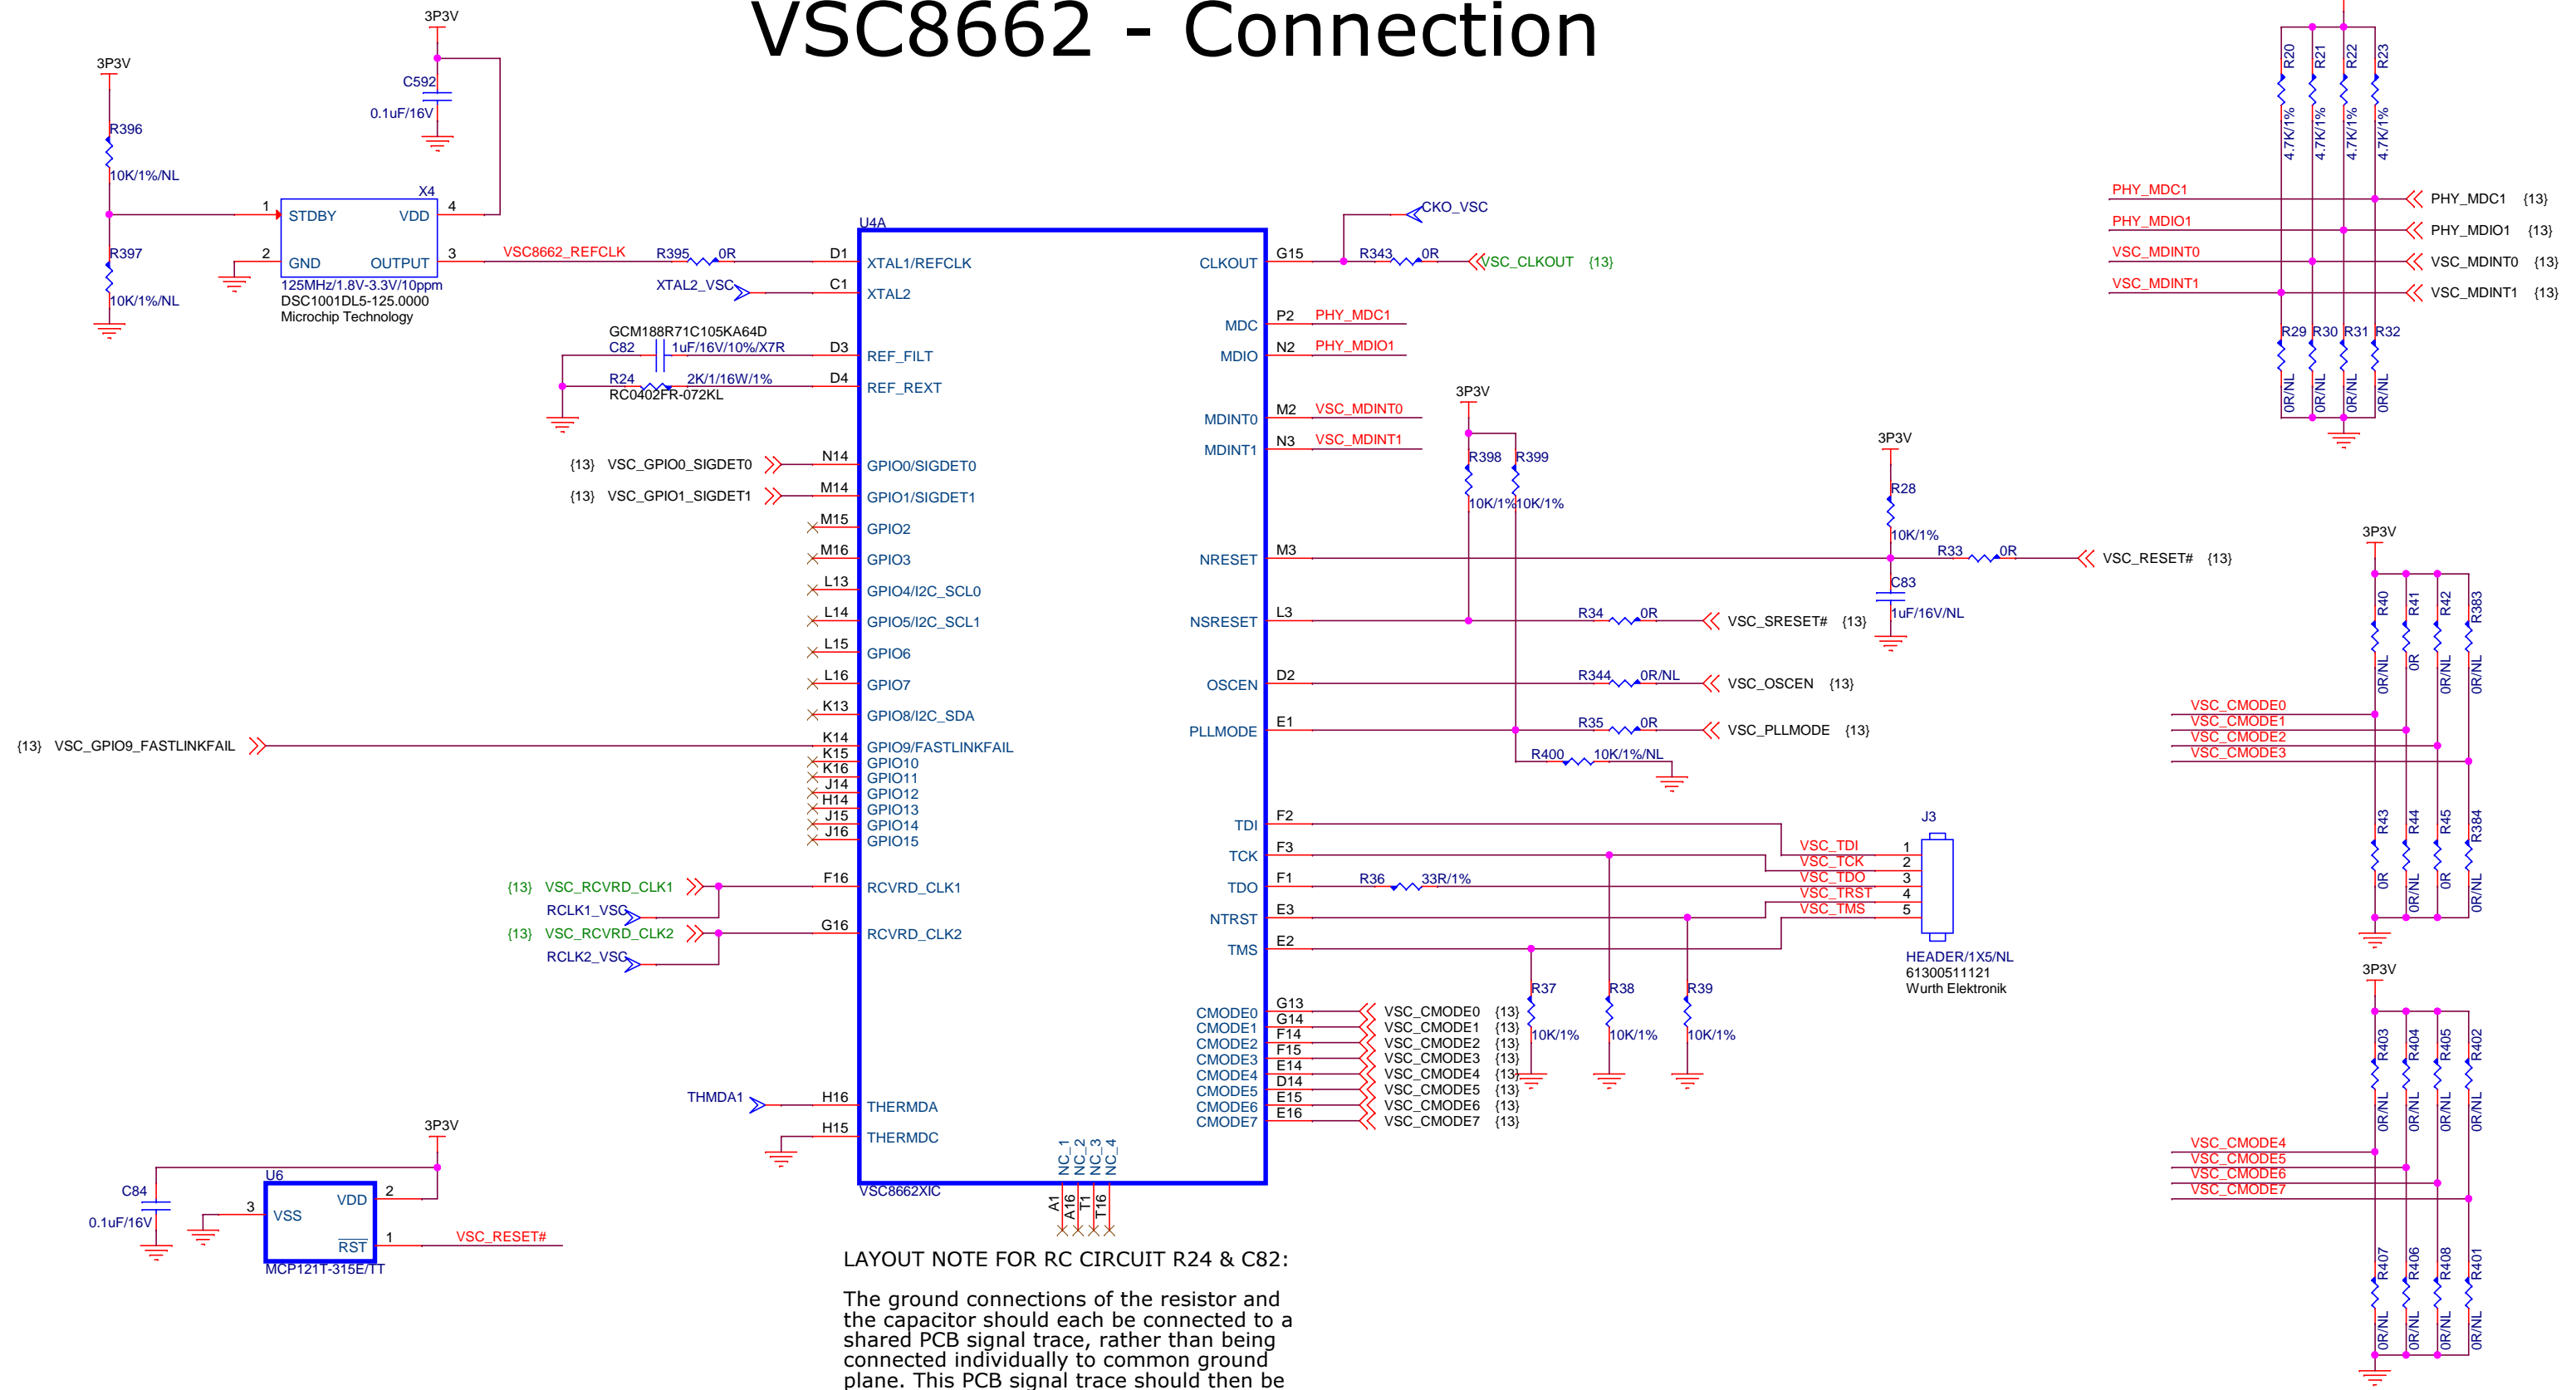 VSC8662 - Connection
3P3V
R396
10K/1%/NL
R397
10K/1%/NL
3P3V
C592
0.1uF/16V
X4
1 STDBY VDD 4
2 GND OUTPUT 3
125MHz/1.8V-3.3V/10ppm
DSC1001DL5-125.0000
Microchip Technology
VSC8662_REFCLK R395 0R
XTAL2_VSC
GCM188R71C105KA64D
C82 1uF/16V/10%/X7R
R24 2K/1/16W/1%
RC0402FR-072KL
{13} VSC_GPIO0_SIGDET0
{13} VSC_GPIO1_SIGDET1
{13} VSC_GPIO9_FASTLINKFAIL
{13} VSC_RCVRD_CLK1
RCLK1_VSC
{13} VSC_RCVRD_CLK2
RCLK2_VSC
THMDA1
U4A
D1 XTAL1/REFCLK
C1 XTAL2
D3 REF_FILT
D4 REF_REXT
N14 GPIO0/SIGDET0
M14 GPIO1/SIGDET1
M15 GPIO2
M16 GPIO3
L13 GPIO4/I2C_SCL0
L14 GPIO5/I2C_SCL1
L15 GPIO6
L16 GPIO7
K13 GPIO8/I2C_SDA
K14 GPIO9/FASTLINKFAIL
K15 GPIO10
K16 GPIO11
J14 GPIO12
H14 GPIO13
J15 GPIO14
J16 GPIO15
F16 RCVRD_CLK1
G16 RCVRD_CLK2
H16 THERMDA
H15 THERMDC
NC_1 A1
NC_2 A16
NC_3 T1
NC_4 T16
VSC8662XIC
CLKOUT G15
MDC P2 PHY_MDC1
MDIO N2 PHY_MDIO1
MDINT0 M2 VSC_MDINT0
MDINT1 N3 VSC_MDINT1
NRESET M3
NSRESET L3
OSCEN D2
PLLMODE E1
TDI F2
TCK F3
TDO F1
NTRST E3
TMS E2
CMODE0 G13 VSC_CMODE0 {13}
CMODE1 G14 VSC_CMODE1 {13}
CMODE2 F14 VSC_CMODE2 {13}
CMODE3 F15 VSC_CMODE3 {13}
CMODE4 E14 VSC_CMODE4 {13}
CMODE5 D14 VSC_CMODE5 {13}
CMODE6 E15 VSC_CMODE6 {13}
CMODE7 E16 VSC_CMODE7 {13}
CKO_VSC
R343 0R VSC_CLKOUT {13}
3P3V
R398 R399
10K/1% 10K/1%
3P3V
R28
10K/1%
R33 0R VSC_RESET# {13}
C83
1uF/16V/NL
R34 0R VSC_SRESET# {13}
R344 0R/NL VSC_OSCEN {13}
R35 0R VSC_PLLMODE {13}
R400 10K/1%/NL
R36 33R/1%
J3
VSC_TDI 1
VSC_TCK 2
VSC_TDO 3
VSC_TRST 4
VSC_TMS 5
HEADER/1X5/NL
61300511121
Wurth Elektronik
R37 R38 R39
10K/1% 10K/1% 10K/1%
R20 R21 R22 R23
4.7K/1% 4.7K/1% 4.7K/1% 4.7K/1%
PHY_MDC1 PHY_MDC1 {13}
PHY_MDIO1 PHY_MDIO1 {13}
VSC_MDINT0 VSC_MDINT0 {13}
VSC_MDINT1 VSC_MDINT1 {13}
R29 R30 R31 R32
0R/NL 0R/NL 0R/NL 0R/NL
3P3V
R40 R41 R42 R383
0R/NL 0R 0R/NL 0R/NL
VSC_CMODE0
VSC_CMODE1
VSC_CMODE2
VSC_CMODE3
R43 R44 R45 R384
0R 0R/NL 0R 0R/NL
3P3V
R403 R404 R405 R402
0R/NL 0R/NL 0R/NL 0R/NL
VSC_CMODE4
VSC_CMODE5
VSC_CMODE6
VSC_CMODE7
R407 R406 R408 R401
0R/NL 0R/NL 0R/NL 0R/NL
3P3V
C84
0.1uF/16V
U6
VDD 2
3 VSS
RST 1 VSC_RESET#
MCP121T-315E/TT
LAYOUT NOTE FOR RC CIRCUIT R24 & C82:
The ground connections of the resistor and
the capacitor should each be connected to a
shared PCB signal trace, rather than being
connected individually to common ground
plane. This PCB signal trace should then be